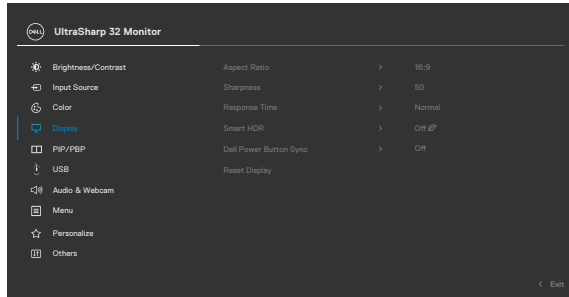 DELL UltraSharp 32 Monitor
Brightness/Contrast Aspect Ratio > 16:9
Input Source Sharpness > 50
Color Response Time > Normal
Display Smart HDR > Off
PIP/PBP Dell Power Button Sync > Off
USB Reset Display
Audio & Webcam
Menu
Personalize
Others
< Exit